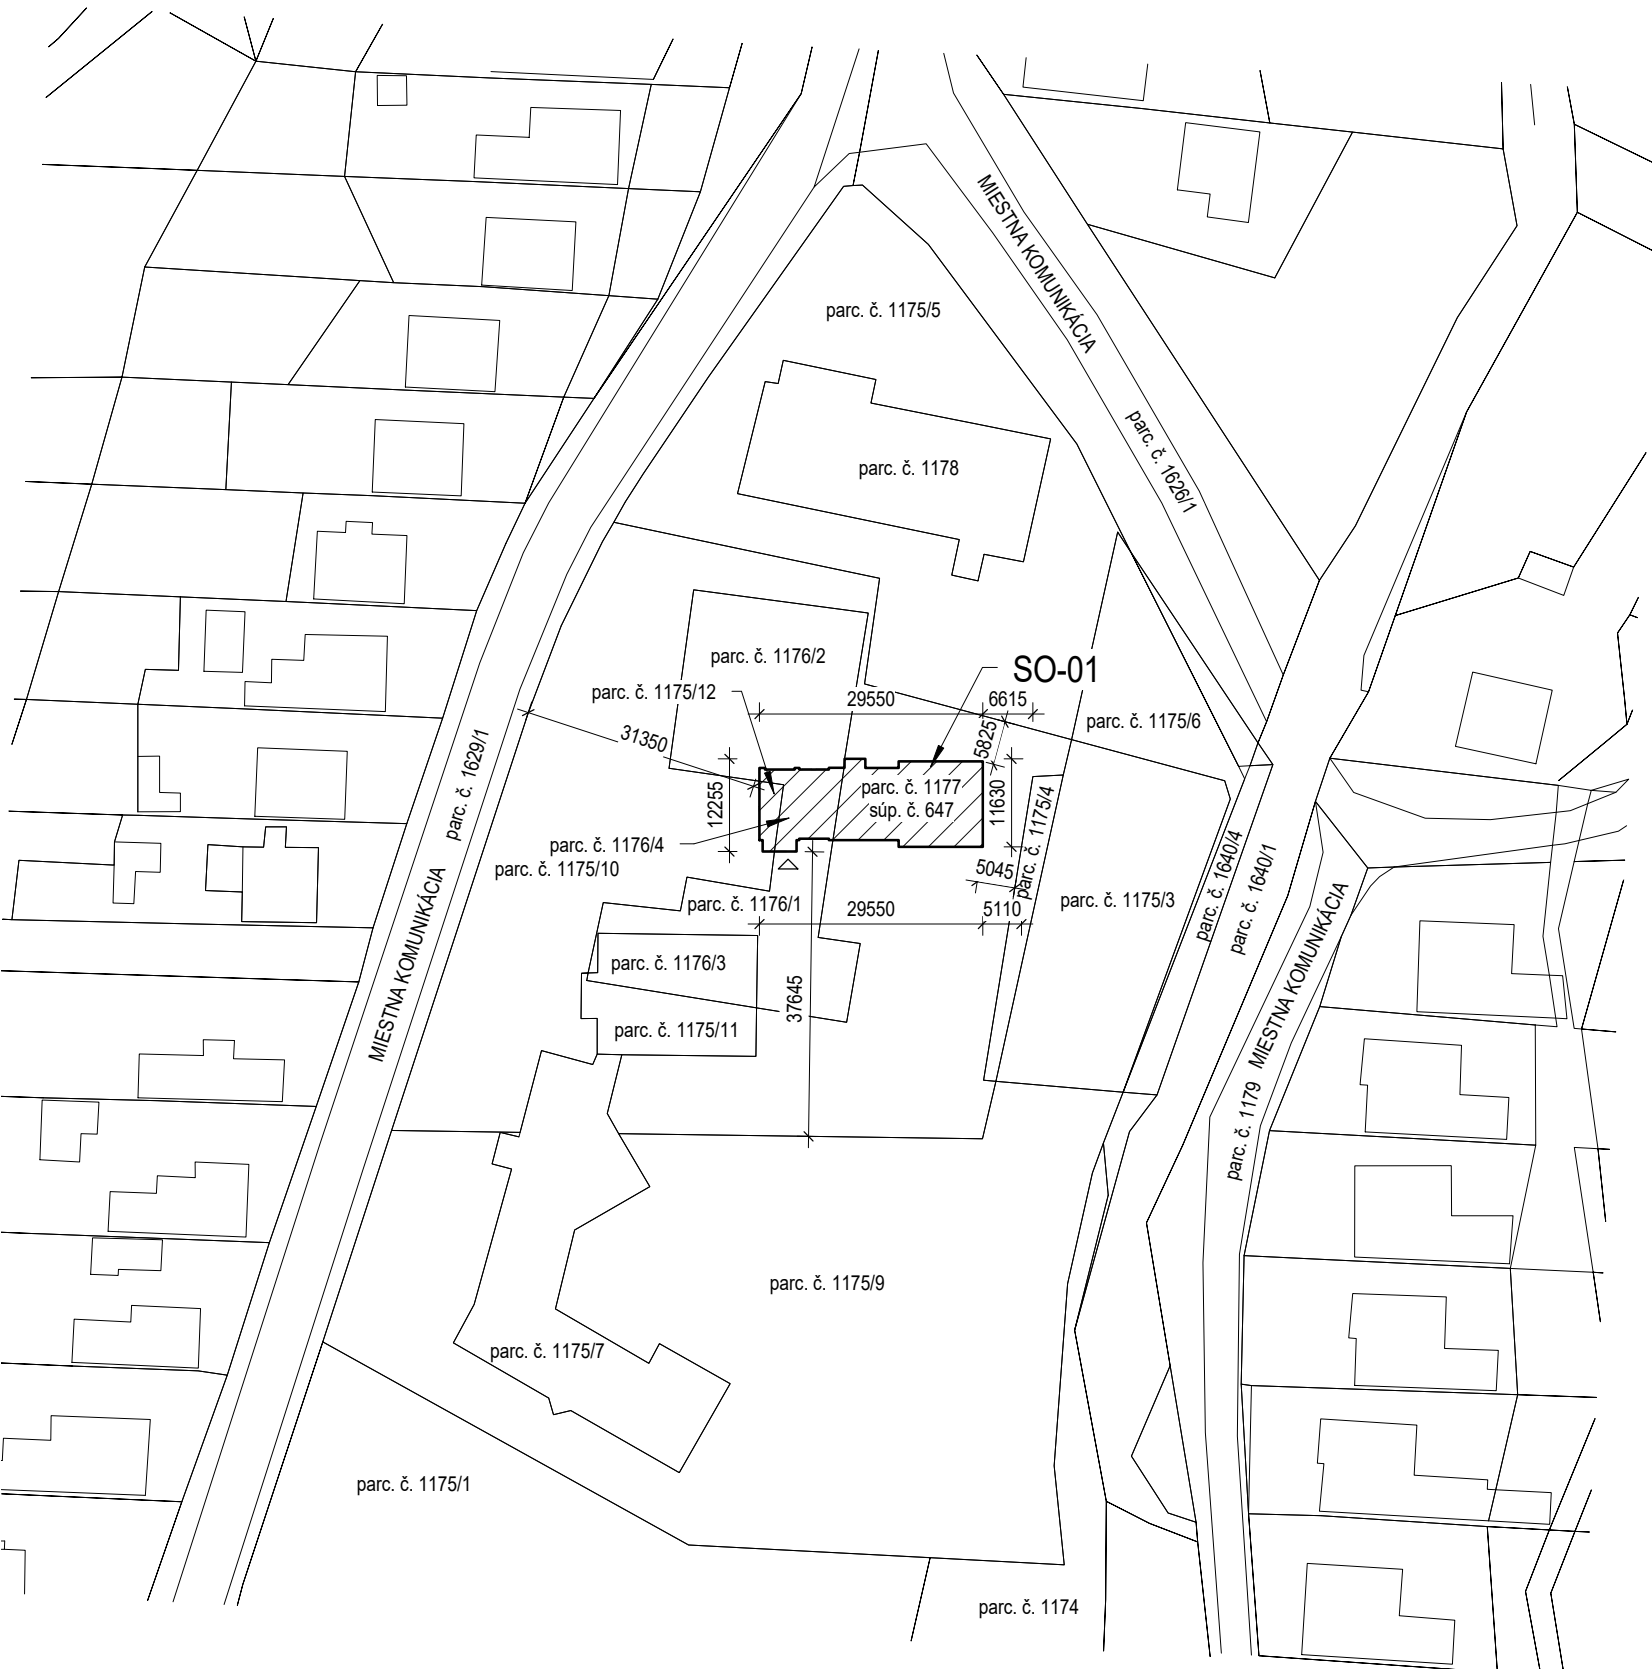 MIESTNA KOMUNIKÁCIA
parc. č. 1175/5
parc. č. 1626/1
parc. č. 1178
parc. č. 1176/2
SO-01
parc. č. 1175/12
29550
6615
parc. č. 1175/6
31350
5825
parc. č. 1629/1
12255
parc. č. 1177
súp. č. 647
11630
parc. č. 1175/4
parc. č. 1176/4
parc. č. 1175/10
5045
parc. č. 1640/4
parc. č. 1640/1
parc. č. 1176/1
29550
5110
parc. č. 1175/3
MIESTNA KOMUNIKÁCIA
parc. č. 1176/3
37645
MIESTNA KOMUNIKÁCIA
parc. č. 1175/11
parc. č. 1179
parc. č. 1175/9
parc. č. 1175/7
parc. č. 1175/1
parc. č. 1174